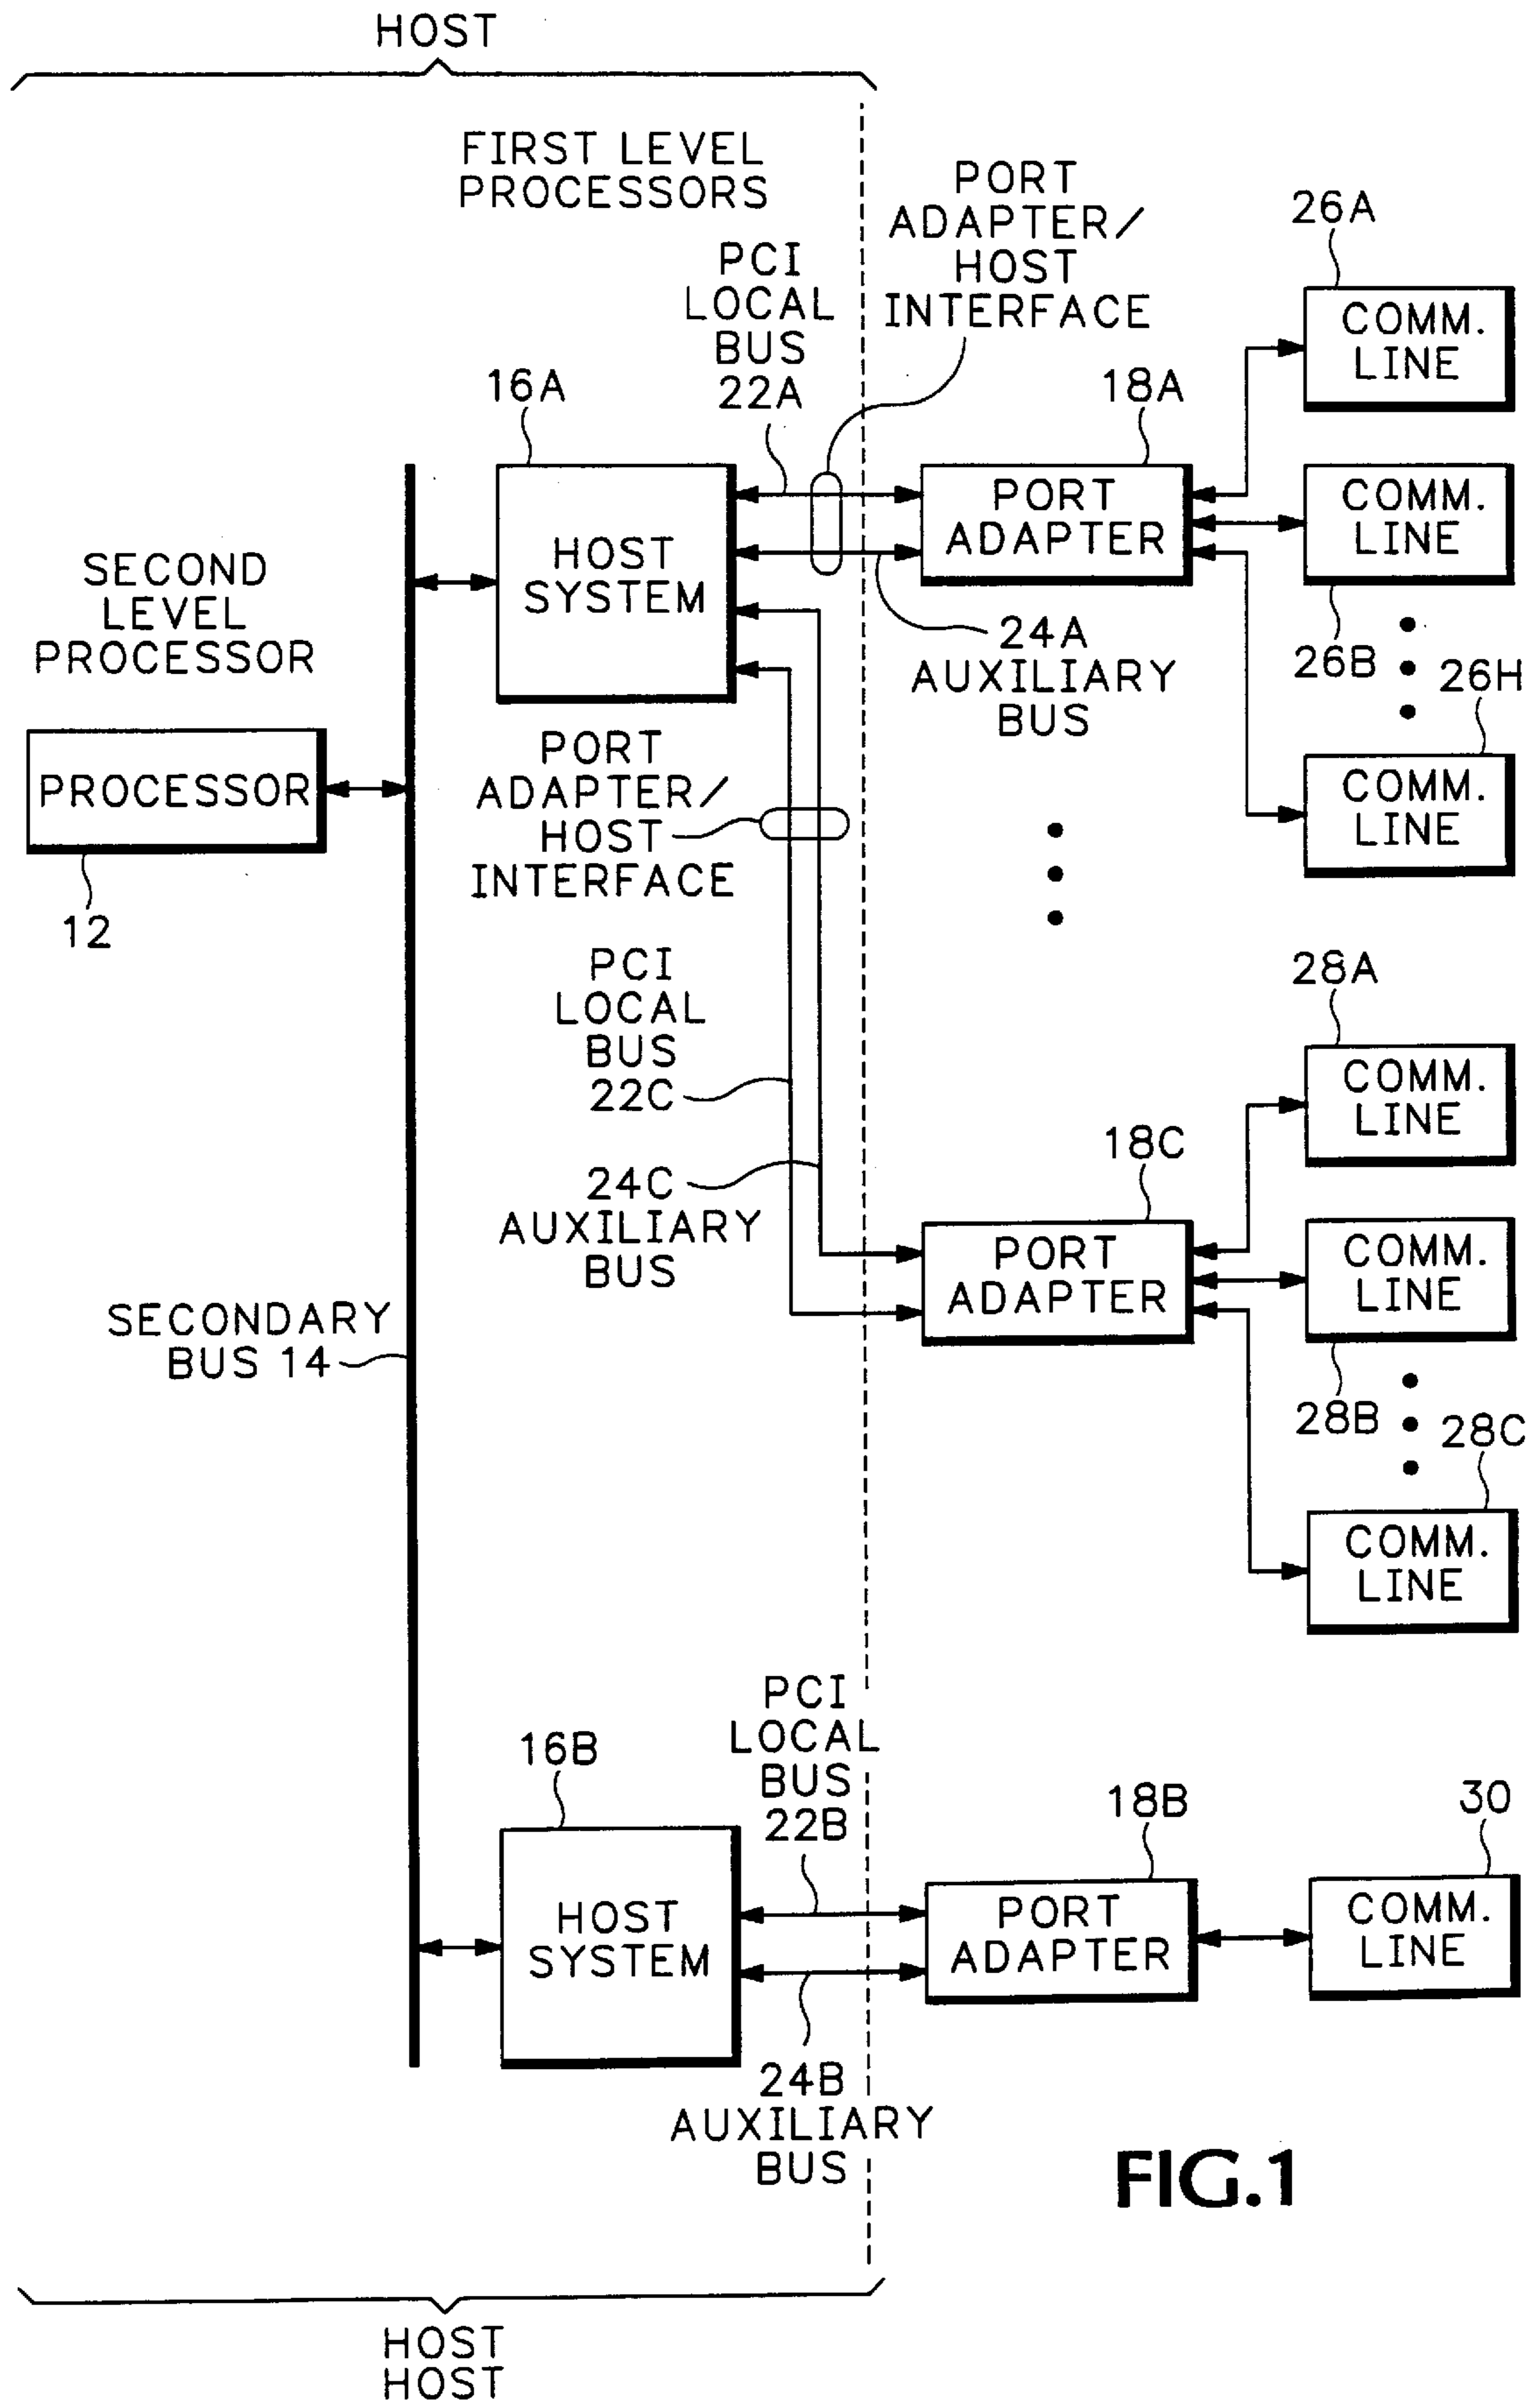 HOST
FIRST LEVEL
PROCESSORS
PORT
ADAPTER/
HOST
INTERFACE
PCI
LOCAL
BUS
22A
26A
COMM.
LINE
16A
18A
HOST
SYSTEM
PORT
ADAPTER
COMM.
LINE
SECOND
LEVEL
PROCESSOR
24A
AUXILIARY
BUS
26B
26H
PROCESSOR
12
PORT
ADAPTER/
HOST
INTERFACE
COMM.
LINE
PCI
LOCAL
BUS
22C
28A
COMM.
LINE
24C
AUXILIARY
BUS
18C
PORT
ADAPTER
COMM.
LINE
SECONDARY
BUS 14
28B
28C
COMM.
LINE
PCI
LOCAL
BUS
22B
16B
18B
30
HOST
SYSTEM
PORT
ADAPTER
COMM.
LINE
24B
AUXILIARY
BUS
FIG.1
HOST
HOST